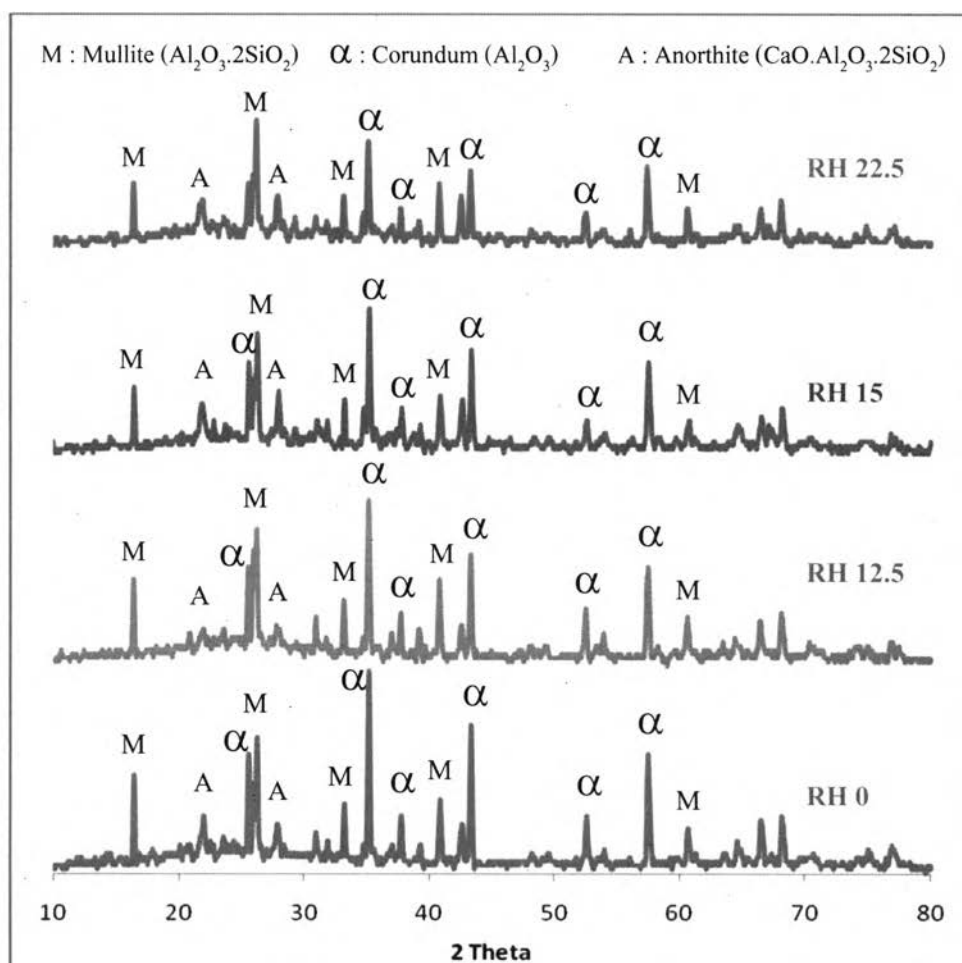 M : Mullite (Al₂O₃.2SiO₂) α : Corundum (Al₂O₃) A : Anorthite (CaO.Al₂O₃.2SiO₂)
M α
M A A M α M α α α M RH 22.5
M α
M A α A M α M α α α M RH 15
M α
M A α A M α M α α α M RH 12.5
M α
M A α A M α M α α α M RH 0
10 20 30 40 50 60 70 80
2 Theta